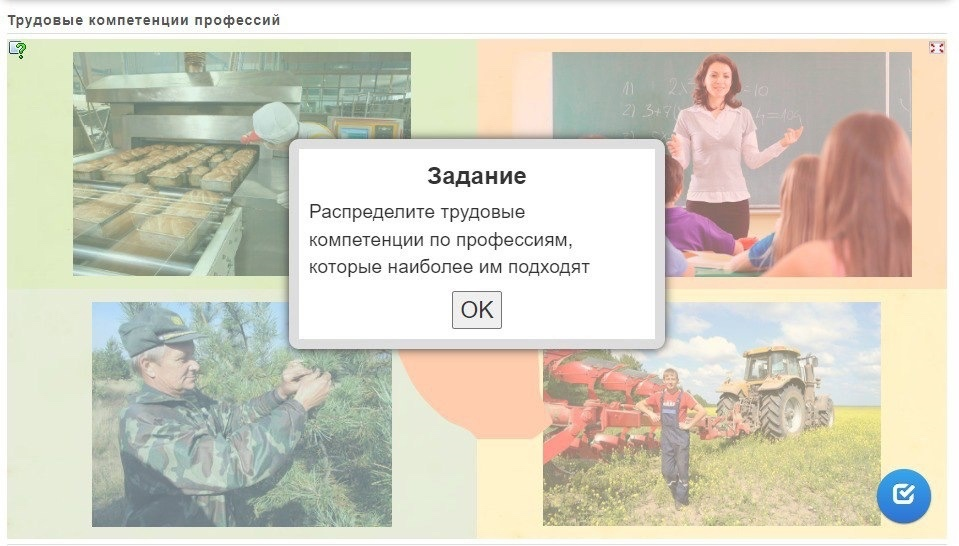 Трудовые компетенции профессий
Задание
Распределите трудовые
компетенции по профессиям,
которые наиболее им подходят
OK